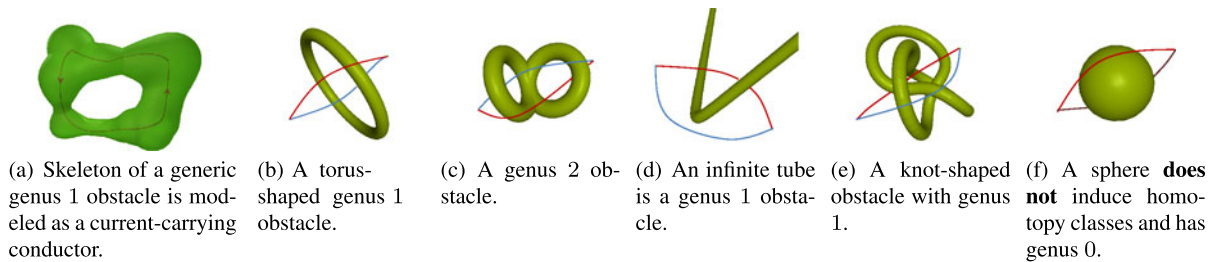 (a) Skeleton of a generic
genus 1 obstacle is mod-
eled as a current-carrying
conductor.
(b) A torus-
shaped genus 1
obstacle.
(c) A genus 2 ob-
stacle.
(d) An infinite tube
is a genus 1 obsta-
cle.
(e) A knot-shaped
obstacle with genus
1.
(f) A sphere does
not induce homo-
topy classes and has
genus 0.